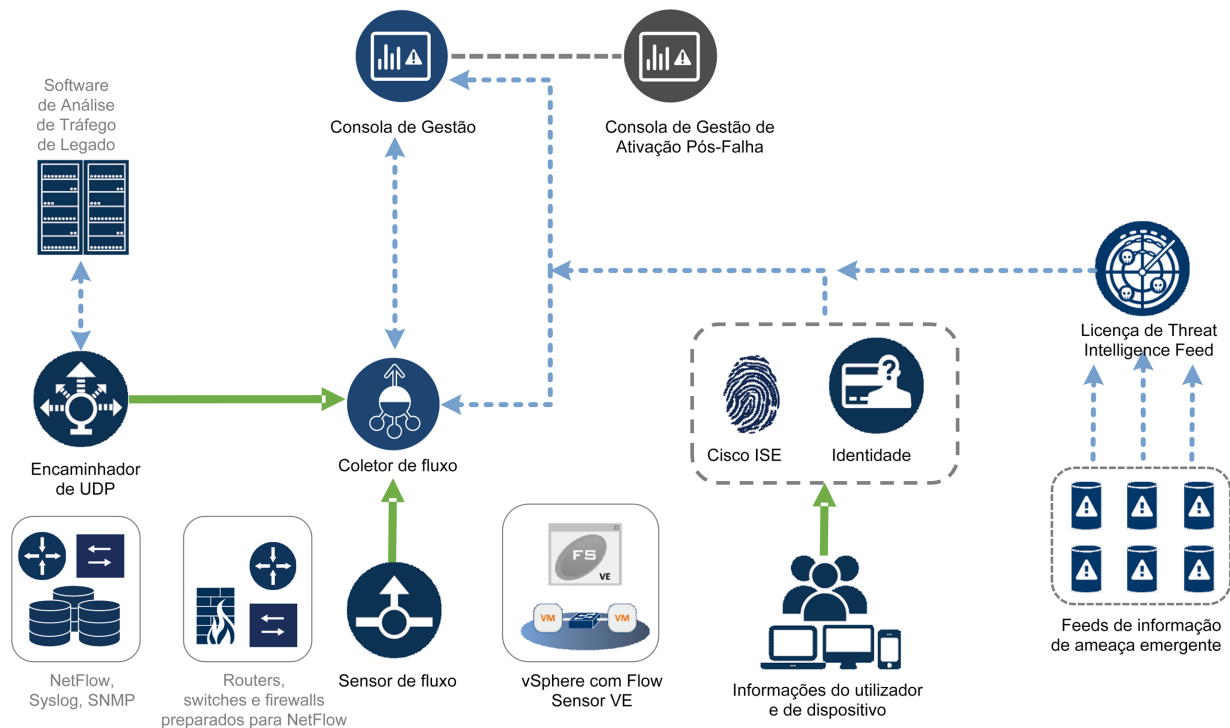 Consola de Gestão
Consola de Gestão de
Ativação Pós-Falha
Software
de Análise
de Tráfego
de Legado
Licença de Threat
Intelligence Feed
Encaminhador
de UDP
Coletor de fluxo
Cisco ISE
Identidade
NetFlow,
Syslog, SNMP
Routers,
switches e firewalls
preparados para NetFlow
Sensor de fluxo
FS
VE
VM
VM
vSphere com Flow
Sensor VE
Informações do utilizador
e de dispositivo
Feeds de informação
de ameaça emergente